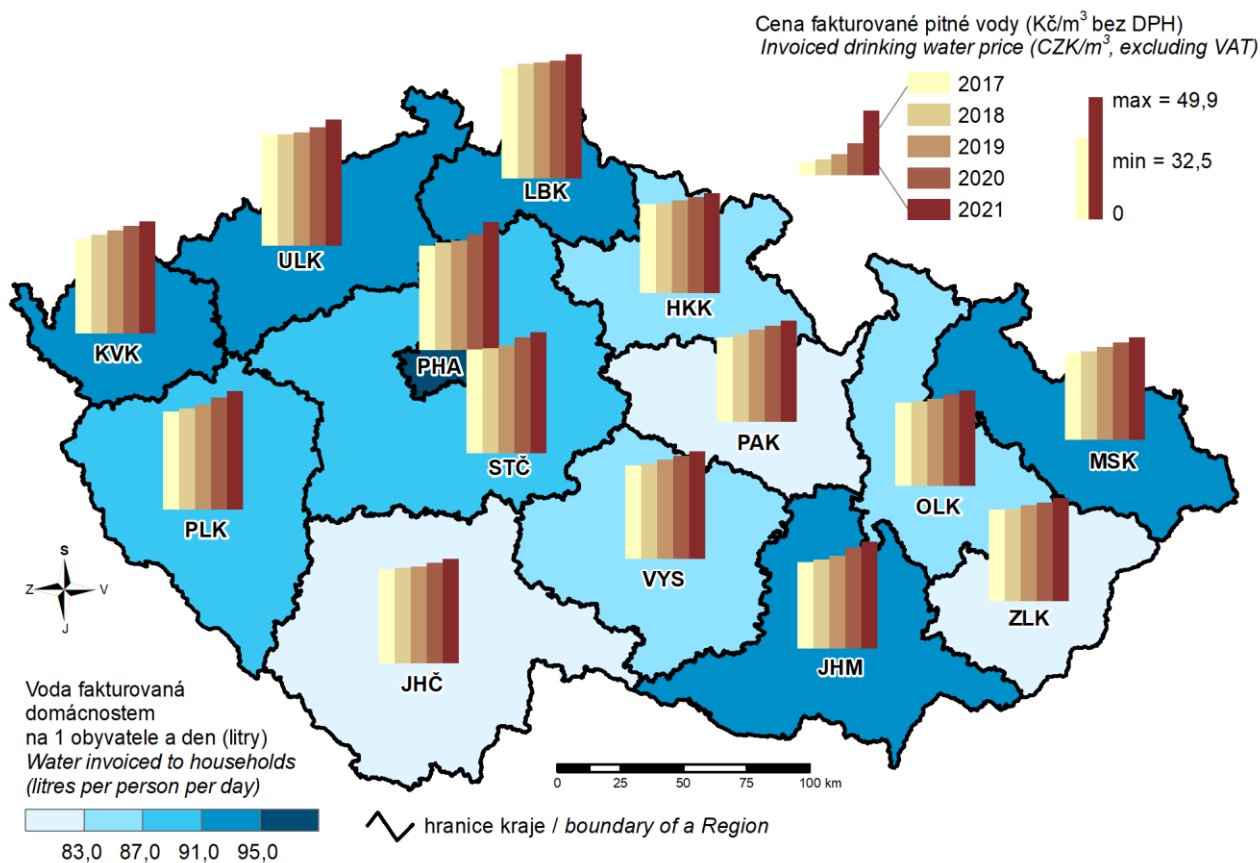 Cena fakturované pitné vody (Kč/m³ bez DPH)
Invoiced drinking water price (CZK/m³, excluding VAT)
2017
2018
2019
2020
2021
max = 49,9
min = 32,5
0
LBK
ULK
HKK
KVK
PHA
PAK
STČ
MSK
OLK
PLK
VYS
ZLK
JHČ
JHM
S
Z
V
J
Voda fakturovaná
domácnostem
na 1 obyvatele a den (litry)
Water invoiced to households
(litres per person per day)
83,0 87,0 91,0 95,0
0 25 50 75 100 km
hranice kraje / boundary of a Region